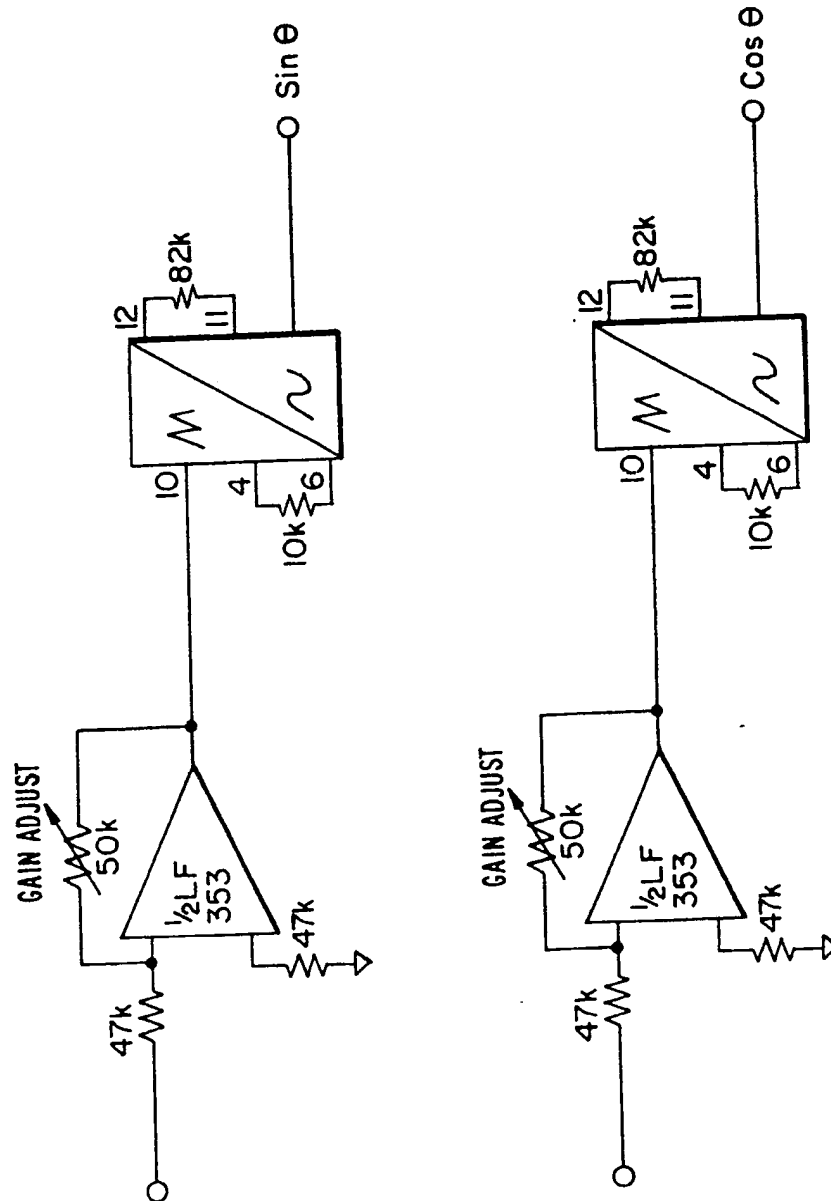 GAIN ADJUST
50k
½LF
353
47k
47k
10
4
6
10k
12
11
82k
Sin θ
GAIN ADJUST
50k
½LF
353
47k
47k
10
4
6
10k
12
11
82k
Cos θ